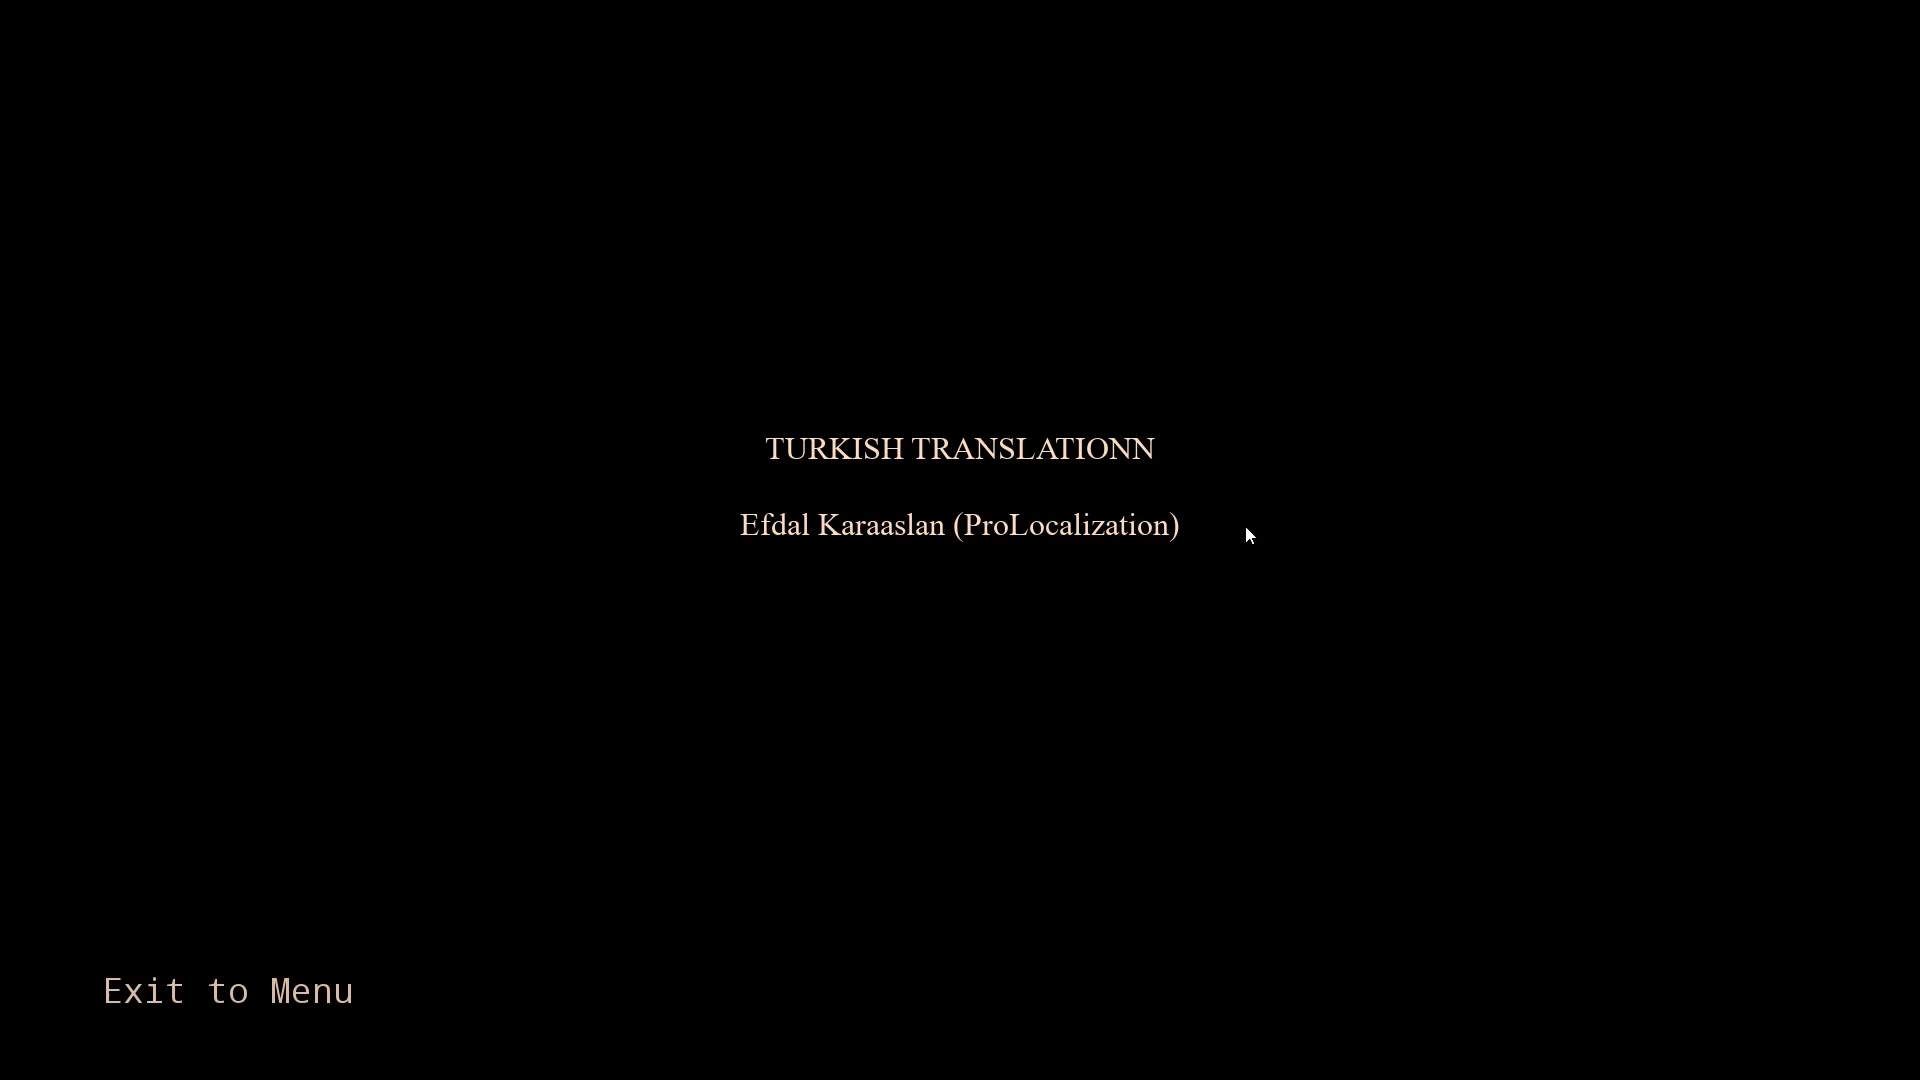 TURKISH TRANSLATIONN
Efdal Karaaslan (ProLocalization)
Exit to Menu